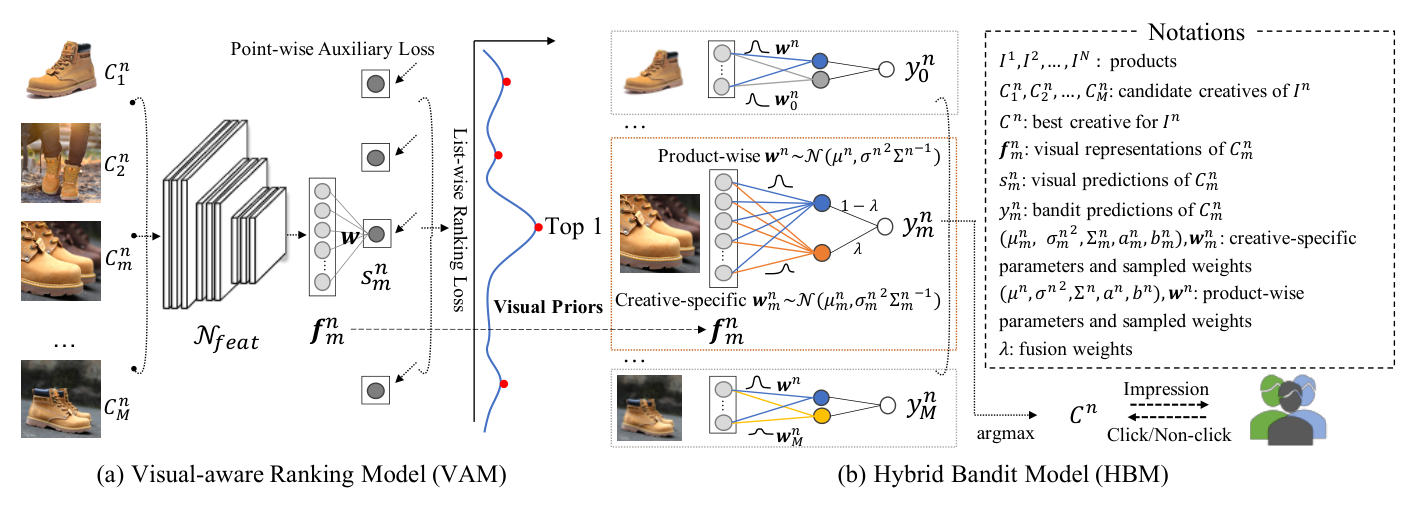 C_1^n
C_2^n
C_m^n
...
C_M^n
N_feat
f_m^n
w
s_m^n
Point-wise Auxiliary Loss
List-wise Ranking Loss
Top 1
Visual Priors
(a) Visual-aware Ranking Model (VAM)
w^n
w_0^n
y_0^n
...
Product-wise w^n~N(μ^n, σ^n² Σ^n⁻¹)
1 − λ
λ
y_m^n
Creative-specific w_m^n~N(μ_m^n, σ_m^n² Σ_m^n⁻¹)
f_m^n
...
w^n
w_M^n
y_M^n
argmax
(b) Hybrid Bandit Model (HBM)
Notations
I^1, I^2, ..., I^N : products
C_1^n, C_2^n, ..., C_M^n: candidate creatives of I^n
C^n: best creative for I^n
f_m^n: visual representations of C_m^n
s_m^n: visual predictions of C_m^n
y_m^n: bandit predictions of C_m^n
(μ_m^n, σ_m^n², Σ_m^n, a_m^n, b_m^n), w_m^n: creative-specific
parameters and sampled weights
(μ^n, σ^n², Σ^n, a^n, b^n), w^n: product-wise
parameters and sampled weights
λ: fusion weights
C^n
Impression
Click/Non-click